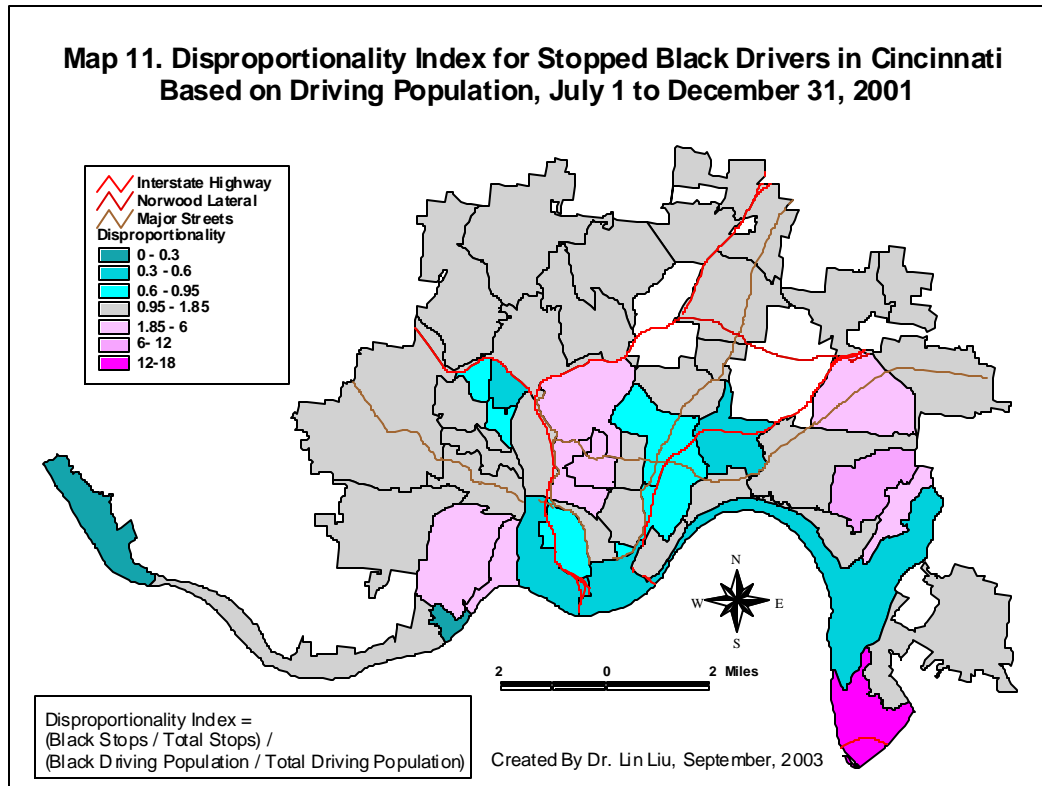 Map 11. Disproportionality Index for Stopped Black Drivers in Cincinnati
Based on Driving Population, July 1 to December 31, 2001
Interstate Highway
Norwood Lateral
Major Streets
Disproportionality
0 - 0.3
0.3 - 0.6
0.6 - 0.95
0.95 - 1.85
1.85 - 6
6- 12
12-18
N
W E
S
2 0 2 Miles
Disproportionality Index =
(Black Stops / Total Stops) /
(Black Driving Population / Total Driving Population)
Created By Dr. Lin Liu, September, 2003